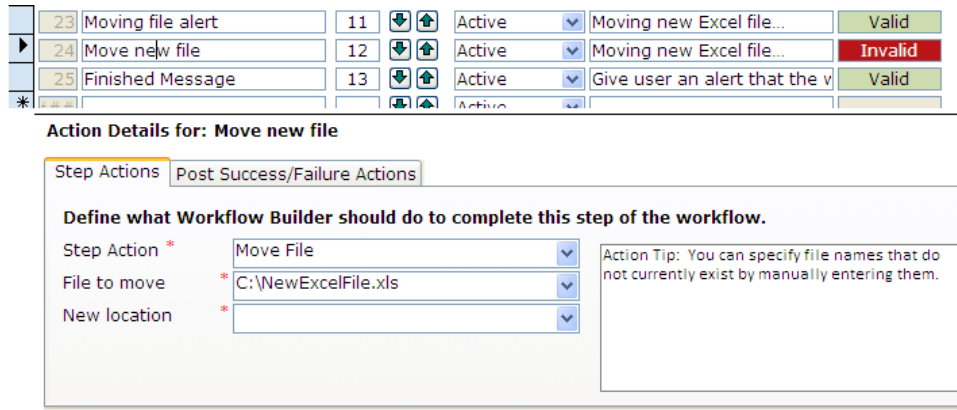 23 Moving file alert 11 Active Moving new Excel file... Valid
24 Move new file 12 Active Moving new Excel file... Invalid
25 Finished Message 13 Active Give user an alert that the w Valid
Active
Action Details for: Move new file
Step Actions Post Success/Failure Actions
Define what Workflow Builder should do to complete this step of the workflow.
Step Action * Move File
File to move * C:\NewExcelFile.xls
New location *
Action Tip: You can specify file names that do
not currently exist by manually entering them.